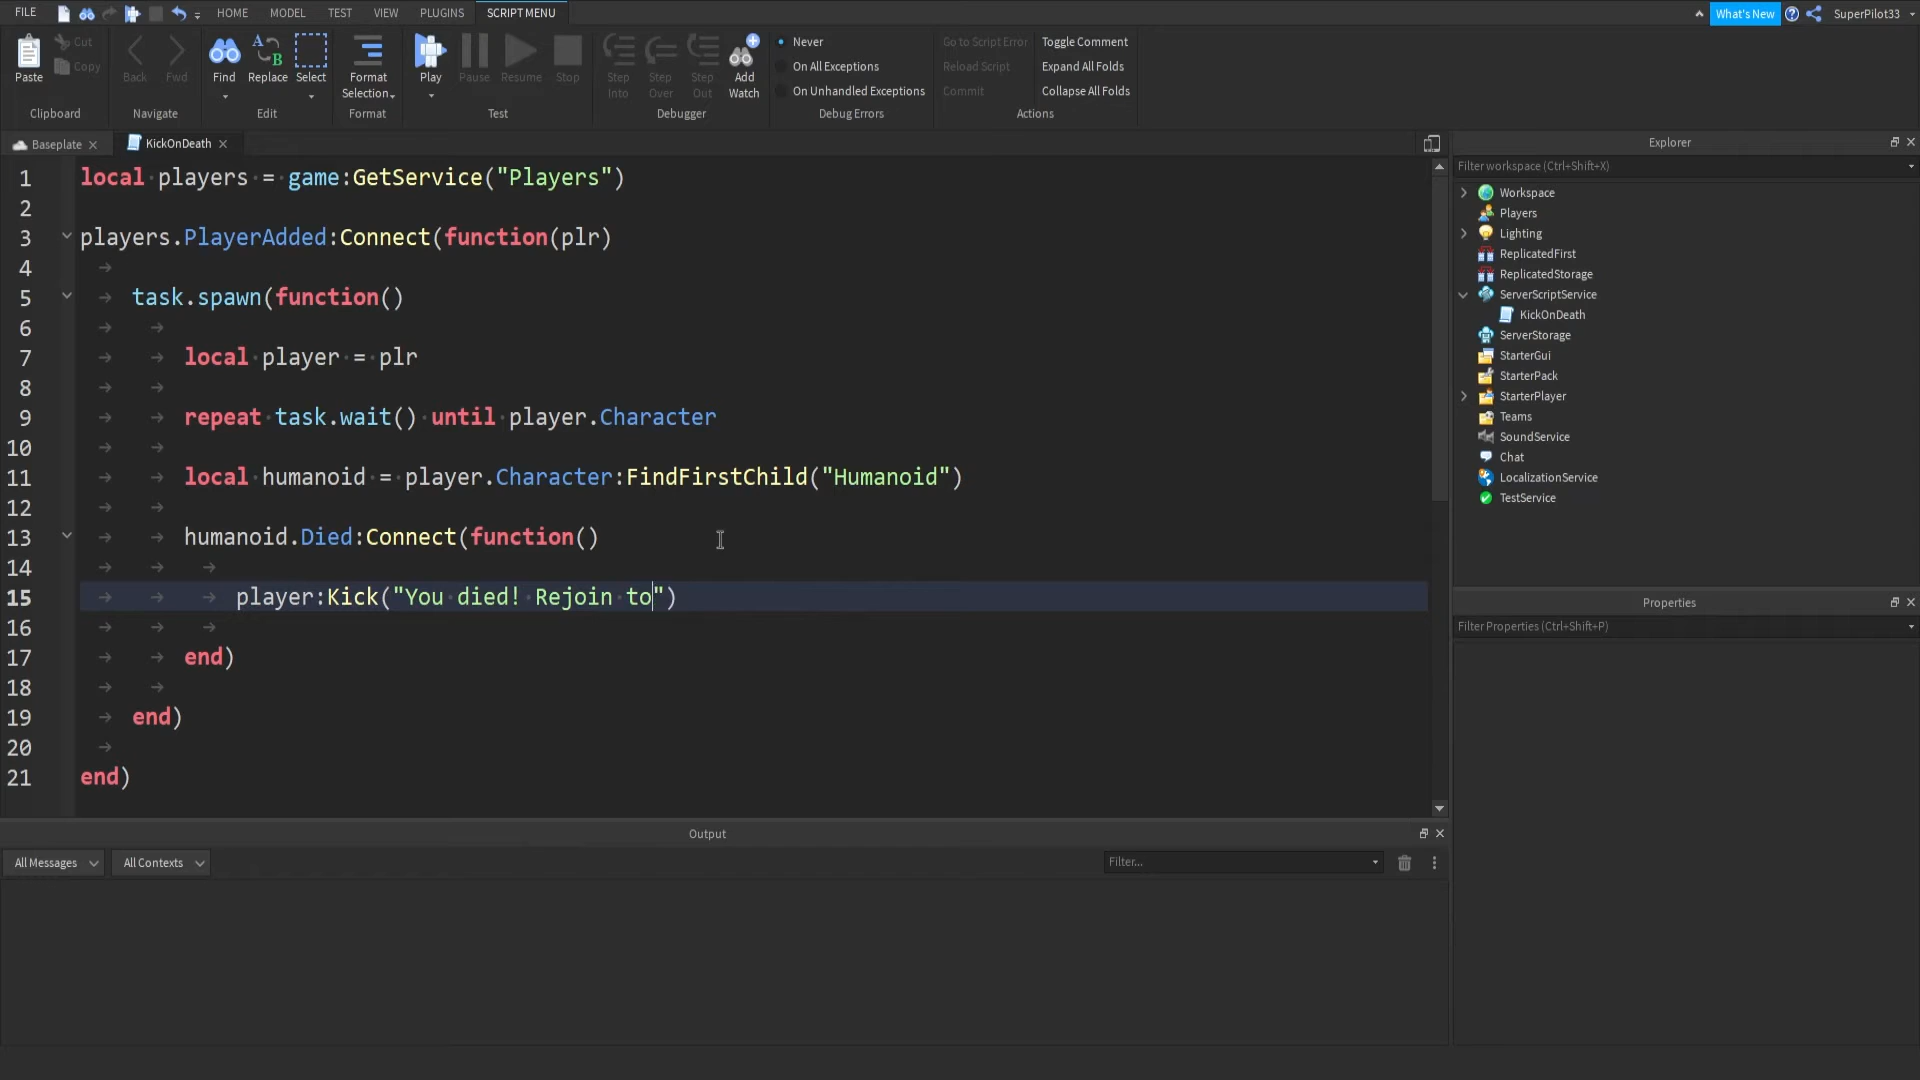 FILE HOME MODEL TEST VIEW PLUGINS SCRIPT MENU What's New SuperPilot33
Paste Cut Copy Back Fwd Find Replace Select Format Selection Play Pause Resume Stop Step Into Step Over Step Out Add Watch
Never
On All Exceptions
On Unhandled Exceptions
Go to Script Error
Reload Script
Commit
Toggle Comment
Expand All Folds
Collapse All Folds
Clipboard Navigate Edit Format Test Debugger Debug Errors Actions
Baseplate KickOnDeath
1 local players = game:GetService("Players")
2
3 players.PlayerAdded:Connect(function(plr)
4
5 task.spawn(function()
6
7 local player = plr
8
9 repeat task.wait() until player.Character
10
11 local humanoid = player.Character:FindFirstChild("Humanoid")
12
13 humanoid.Died:Connect(function()
14
15 player:Kick("You died! Rejoin to")
16
17 end)
18
19 end)
20
21 end)
Explorer
Filter workspace (Ctrl+Shift+X)
Workspace
Players
Lighting
ReplicatedFirst
ReplicatedStorage
ServerScriptService
KickOnDeath
ServerStorage
StarterGui
StarterPack
StarterPlayer
Teams
SoundService
Chat
LocalizationService
TestService
Properties
Filter Properties (Ctrl+Shift+P)
Output
All Messages All Contexts Filter...